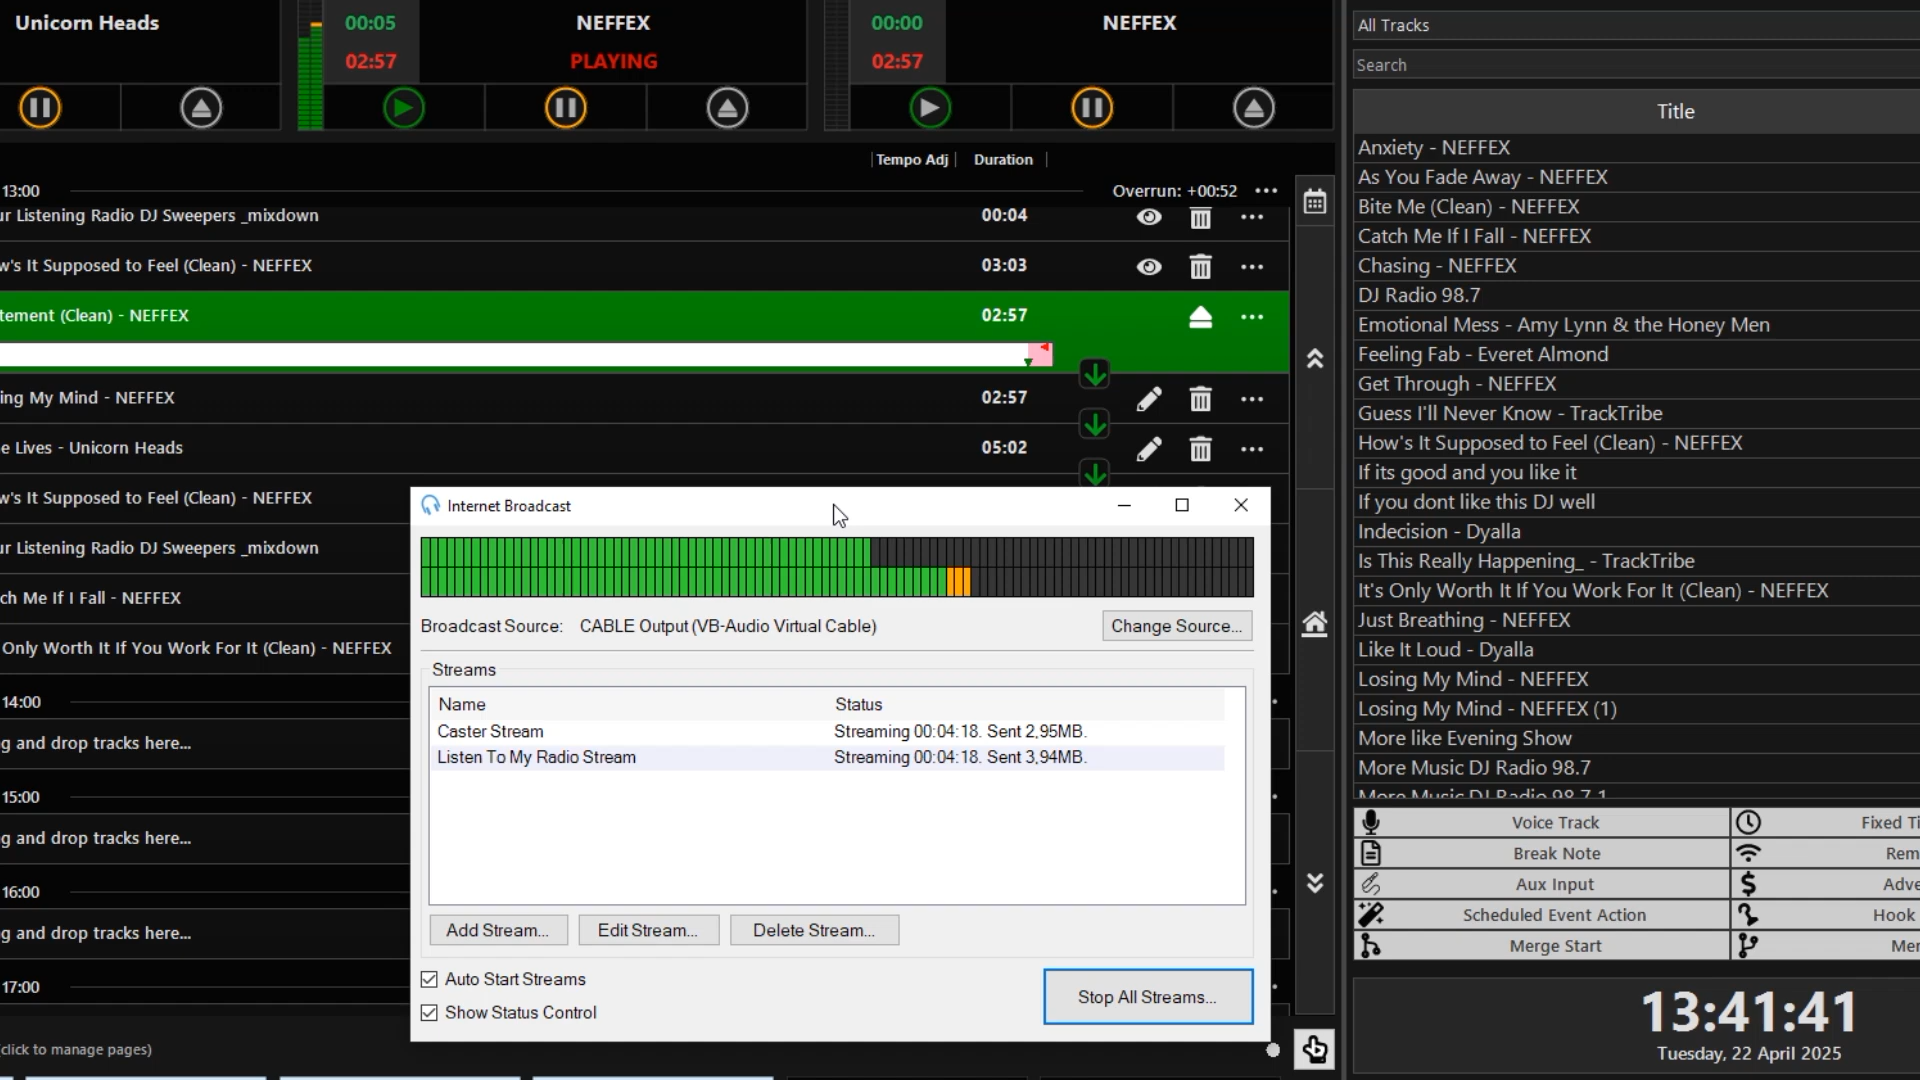 Unicorn Heads
00:05
NEFFEX
02:57
PLAYING
00:00
NEFFEX
02:57
Tempo Adj
Duration
13:00
Overrun: +00:52
ur Listening Radio DJ Sweepers _mixdown
00:04
w's It Supposed to Feel (Clean) - NEFFEX
03:03
tement (Clean) - NEFFEX
02:57
ing My Mind - NEFFEX
02:57
e Lives - Unicorn Heads
05:02
w's It Supposed to Feel (Clean) - NEFFEX
ur Listening Radio DJ Sweepers _mixdown
ch Me If I Fall - NEFFEX
Only Worth It If You Work For It (Clean) - NEFFEX
14:00
g and drop tracks here...
15:00
g and drop tracks here...
16:00
g and drop tracks here...
17:00
(click to manage pages)
Internet Broadcast
Broadcast Source: CABLE Output (VB-Audio Virtual Cable)
Change Source...
Streams
Name
Status
Caster Stream
Streaming 00:04:18. Sent 2,95MB.
Listen To My Radio Stream
Streaming 00:04:18. Sent 3,94MB.
Add Stream...
Edit Stream...
Delete Stream...
Auto Start Streams
Show Status Control
Stop All Streams...
All Tracks
Search
Title
Anxiety - NEFFEX
As You Fade Away - NEFFEX
Bite Me (Clean) - NEFFEX
Catch Me If I Fall - NEFFEX
Chasing - NEFFEX
DJ Radio 98.7
Emotional Mess - Amy Lynn & the Honey Men
Feeling Fab - Everet Almond
Get Through - NEFFEX
Guess I'll Never Know - TrackTribe
How's It Supposed to Feel (Clean) - NEFFEX
If its good and you like it
If you dont like this DJ well
Indecision - Dyalla
Is This Really Happening_ - TrackTribe
It's Only Worth It If You Work For It (Clean) - NEFFEX
Just Breathing - NEFFEX
Like It Loud - Dyalla
Losing My Mind - NEFFEX
Losing My Mind - NEFFEX (1)
More like Evening Show
More Music DJ Radio 98.7
More Music DJ Radio 98.7 1
Voice Track
Fixed Ti
Break Note
Rem
Aux Input
Adve
Scheduled Event Action
Hook
Merge Start
Mer
13:41:41
Tuesday, 22 April 2025